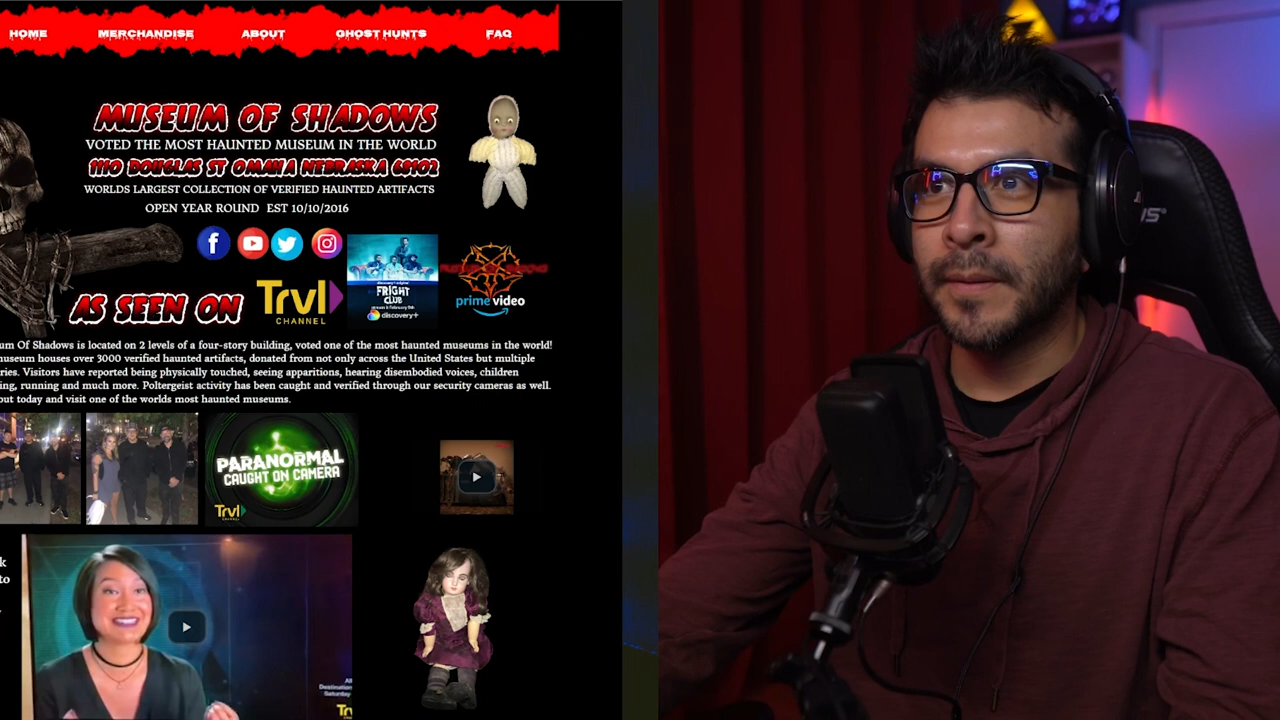 HOME MERCHANDISE ABOUT GHOST HUNTS FAQ
MUSEUM OF SHADOWS
VOTED THE MOST HAUNTED MUSEUM IN THE WORLD
1110 DOUGLAS ST OMAHA NEBRASKA 68102
WORLDS LARGEST COLLECTION OF VERIFIED HAUNTED ARTIFACTS
OPEN YEAR ROUND EST 10/10/2016
AS SEEN ON
Trvl
CHANNEL
FRIGHT
CLUB
discovery+
prime video
um Of Shadows is located on 2 levels of a four-story building, voted one of the most haunted museums in the world!
museum houses over 3000 verified haunted artifacts, donated from not only across the United States but multiple
ries. Visitors have reported being physically touched, seeing apparitions, hearing disembodied voices, children
ing, running and much more. Poltergeist activity has been caught and verified through our security cameras as well.
out today and visit one of the worlds most haunted museums.
PARANORMAL
CAUGHT ON CAMERA
Trvl
k
to
Saturday
Trv